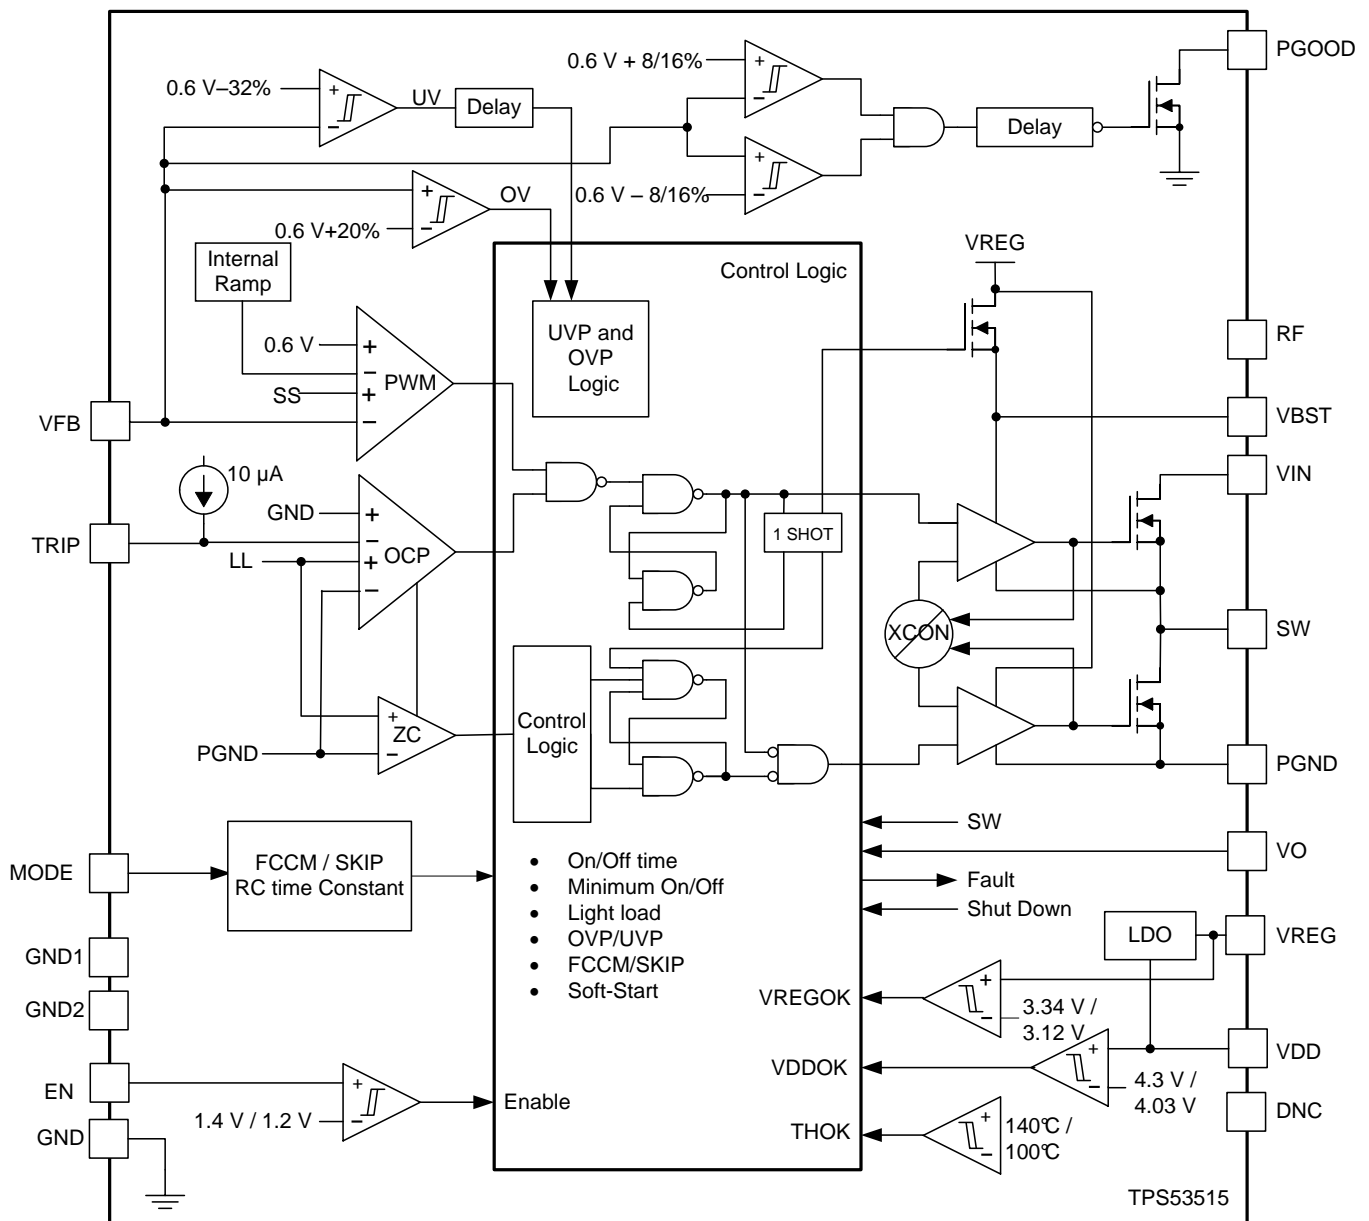 PGOOD
0.6 V + 8/16%
0.6 V–32%
UV
Delay
Delay
0.6 V – 8/16%
OV
0.6 V+20%
Internal
Ramp
Control Logic
VREG
UVP and
OVP
Logic
RF
0.6 V
PWM
SS
VFB
VBST
10 µA
VIN
GND
TRIP
OCP
LL
1 SHOT
XCON
SW
Control
Logic
ZC
PGND
PGND
SW
VO
MODE
FCCM / SKIP
RC time Constant
• On/Off time
• Minimum On/Off
• Light load
• OVP/UVP
• FCCM/SKIP
• Soft-Start
Fault
Shut Down
LDO
VREG
GND1
GND2
VREGOK
3.34 V /
3.12 V
VDDOK
VDD
4.3 V /
4.03 V
EN
1.4 V / 1.2 V
Enable
DNC
GND
THOK
140°C /
100°C
TPS53515
+
−
+
−
+
−
+
−
+
−
+
−
+
−
+
−
+
−
+
−
+
−
+
−
+
−